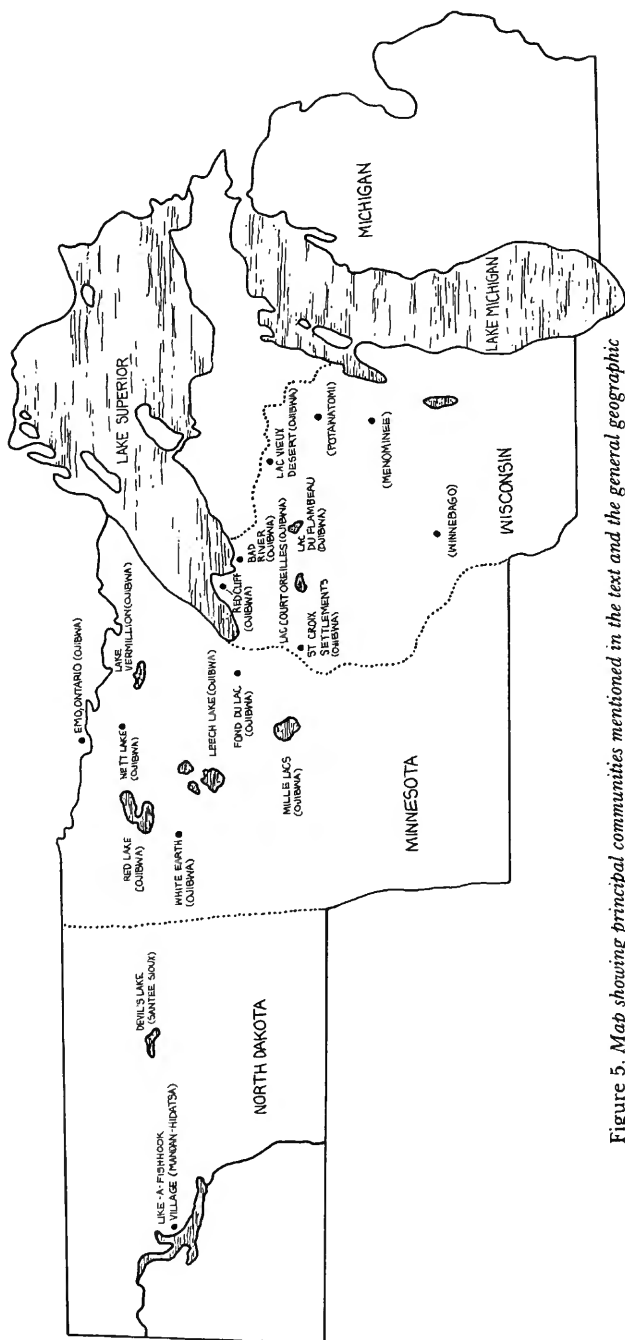 LIKE-A-FISHHOOK
VILLAGE (MANDAN-HIDATSA)
DEVIL'S LAKE
(SANTEE SIOUX)
NORTH DAKOTA
RED LAKE
(OJIBWA)
WHITE EARTH
(OJIBWA)
NETT LAKE
(OJIBWA)
EMO, ONTARIO (OJIBWA)
LAKE
VERMILLION (OJIBWA)
LEECH LAKE (OJIBWA)
FOND DU LAC
(OJIBWA)
MILLE LACS
(OJIBWA)
MINNESOTA
LAKE SUPERIOR
RED CLIFF
(OJIBWA)
BAD
RIVER
(OJIBWA)
LAC COURT OREILLES (OJIBWA)
ST CROIX
SETTLEMENTS
(OJIBWA)
LAC
DU FLAMBEAU
(OJIBWA)
LAC VIEUX
DESERT (OJIBWA)
(POTANATOMI)
(MENOMINEE)
(WINNEBAGO)
WISCONSIN
MICHIGAN
LAKE MICHIGAN
Figure 5. Map showing principal communities mentioned in the text and the general geographic